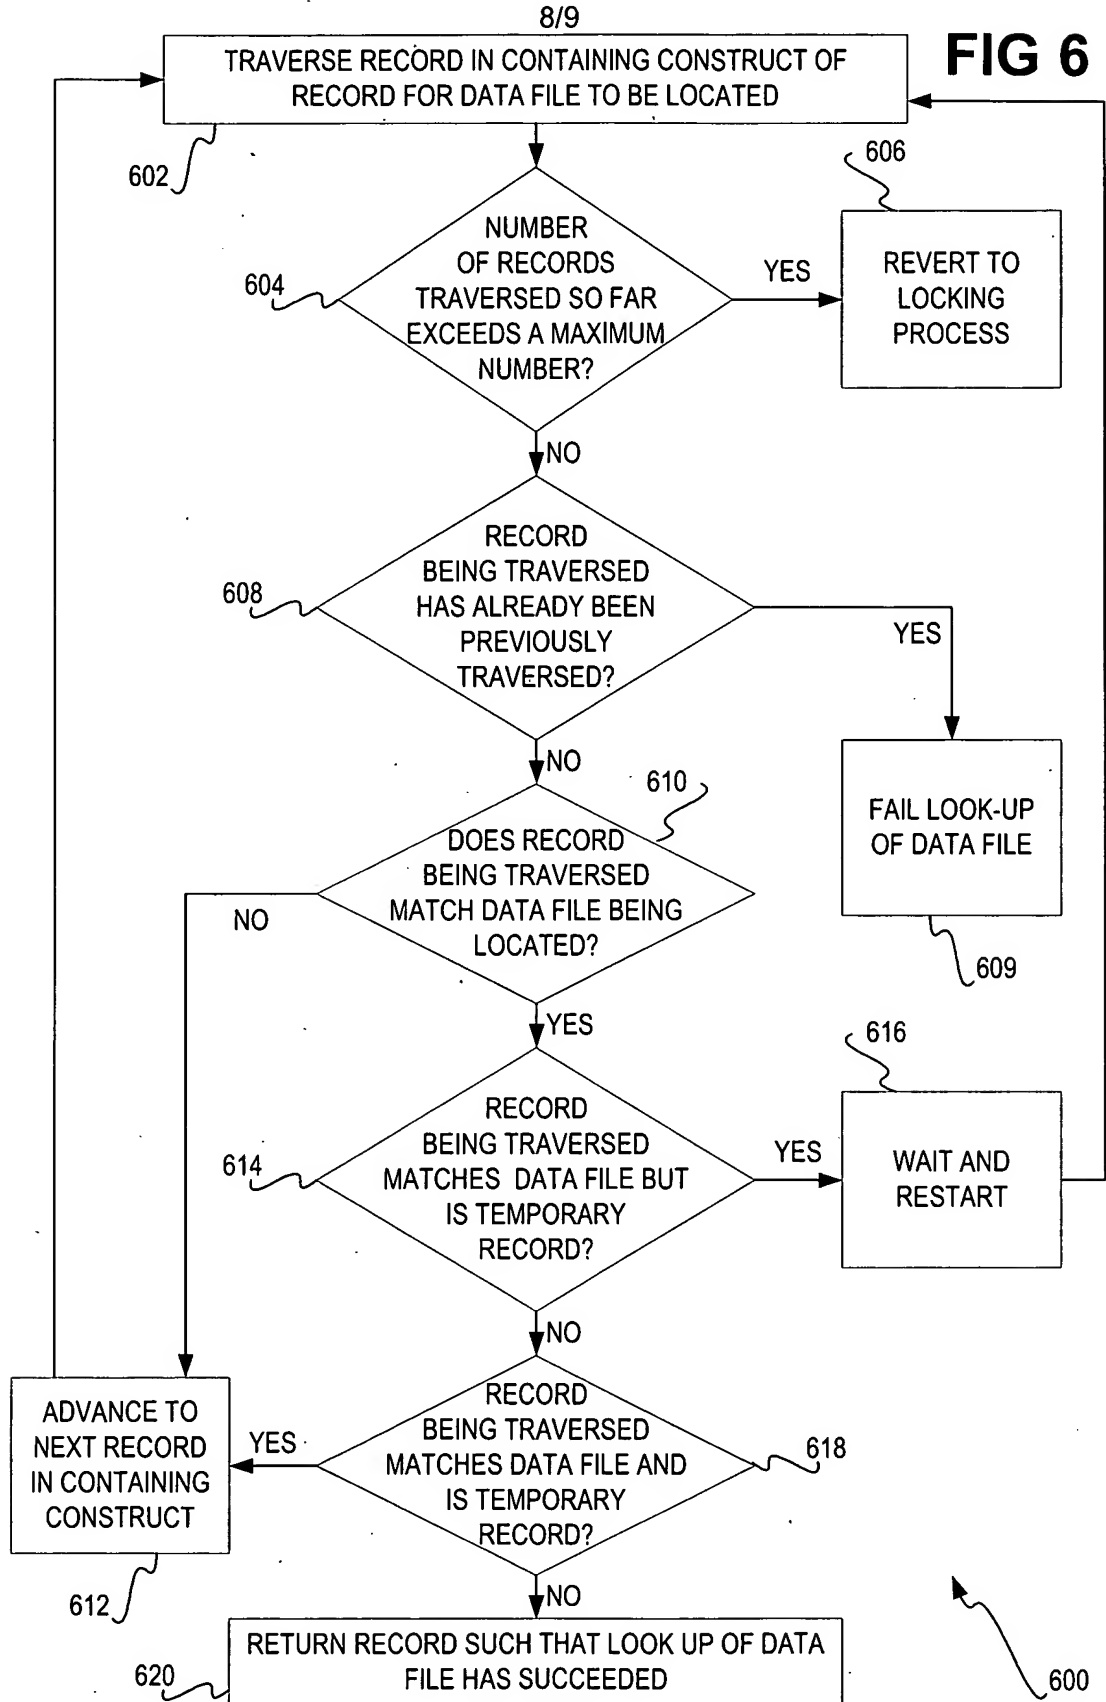 8/9
FIG 6
TRAVERSE RECORD IN CONTAINING CONSTRUCT OF
RECORD FOR DATA FILE TO BE LOCATED
602
606
NUMBER
OF RECORDS
TRAVERSED SO FAR
EXCEEDS A MAXIMUM
NUMBER?
604
YES
REVERT TO
LOCKING
PROCESS
NO
RECORD
BEING TRAVERSED
HAS ALREADY BEEN
PREVIOUSLY
TRAVERSED?
608
YES
NO
610
FAIL LOOK-UP
OF DATA FILE
609
DOES RECORD
BEING TRAVERSED
MATCH DATA FILE BEING
LOCATED?
NO
YES
616
RECORD
BEING TRAVERSED
MATCHES DATA FILE BUT
IS TEMPORARY
RECORD?
614
YES
WAIT AND
RESTART
NO
RECORD
BEING TRAVERSED
MATCHES DATA FILE AND
IS TEMPORARY
RECORD?
618
YES
ADVANCE TO
NEXT RECORD
IN CONTAINING
CONSTRUCT
612
NO
RETURN RECORD SUCH THAT LOOK UP OF DATA
FILE HAS SUCCEEDED
620
600